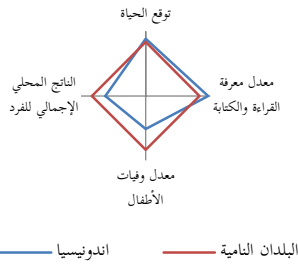 توقع الحياة
معدل معرفة
القراءة والكتابة
الناتج المحلي
الإجمالي للفرد
معدل وفيات
الأطفال
البلدان النامية
اندونيسيا